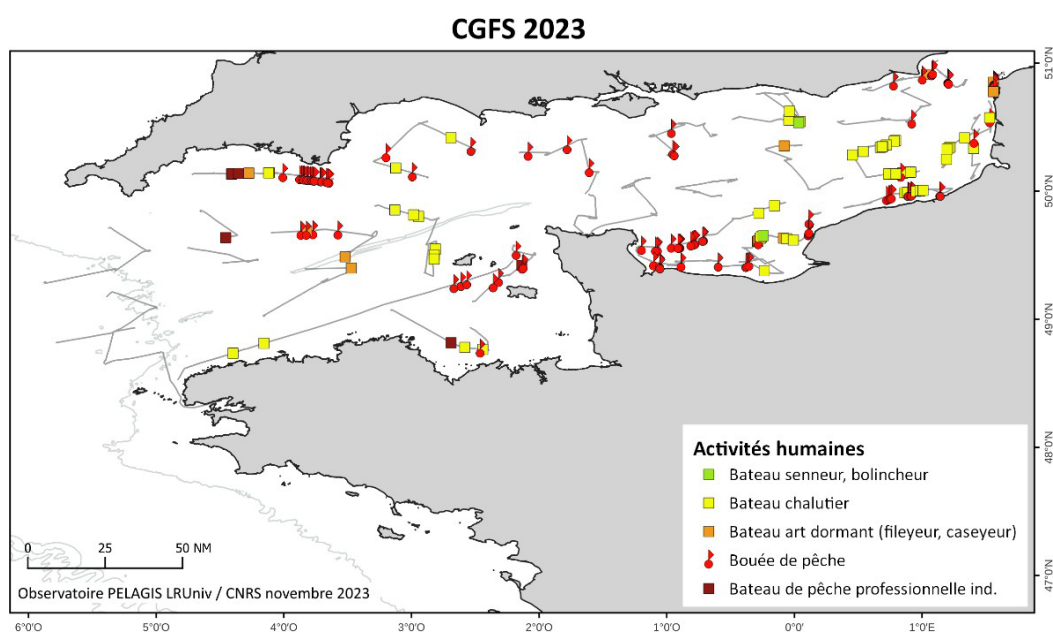 CGFS 2023
51°0'N
50°0'N
49°0'N
48°0'N
47°0'N
Activités humaines
Bateau senneur, bolincheur
Bateau chalutier
Bateau art dormant (fileyeur, caseyeur)
Bouée de pêche
Bateau de pêche professionnelle ind.
0 25 50 NM
Observatoire PELAGIS LRUniv / CNRS novembre 2023
6°0'O 5°0'O 4°0'O 3°0'O 2°0'O 1°0'O 0°0' 1°0'E